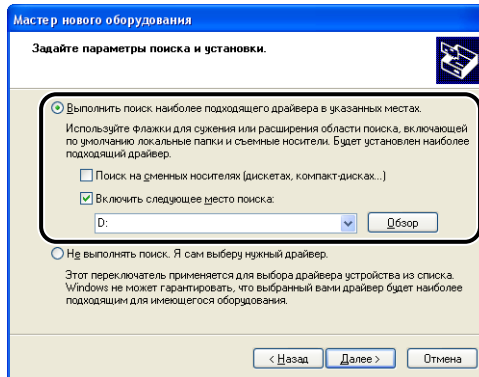 Мастер нового оборудования
Задайте параметры поиска и установки.
Выполнить поиск наиболее подходящего драйвера в указанных местах.
Используйте флажки для сужения или расширения области поиска, включающей
по умолчанию локальные папки и съемные носители. Будет установлен наиболее
подходящий драйвер.
Поиск на сменных носителях (дискетах, компакт-дисках...)
Включить следующее место поиска:
D:
Обзор
Не выполнять поиск. Я сам выберу нужный драйвер.
Этот переключатель применяется для выбора драйвера устройства из списка.
Windows не может гарантировать, что выбранный вами драйвер будет наиболее
подходящим для имеющегося оборудования.
< Назад
Далее >
Отмена